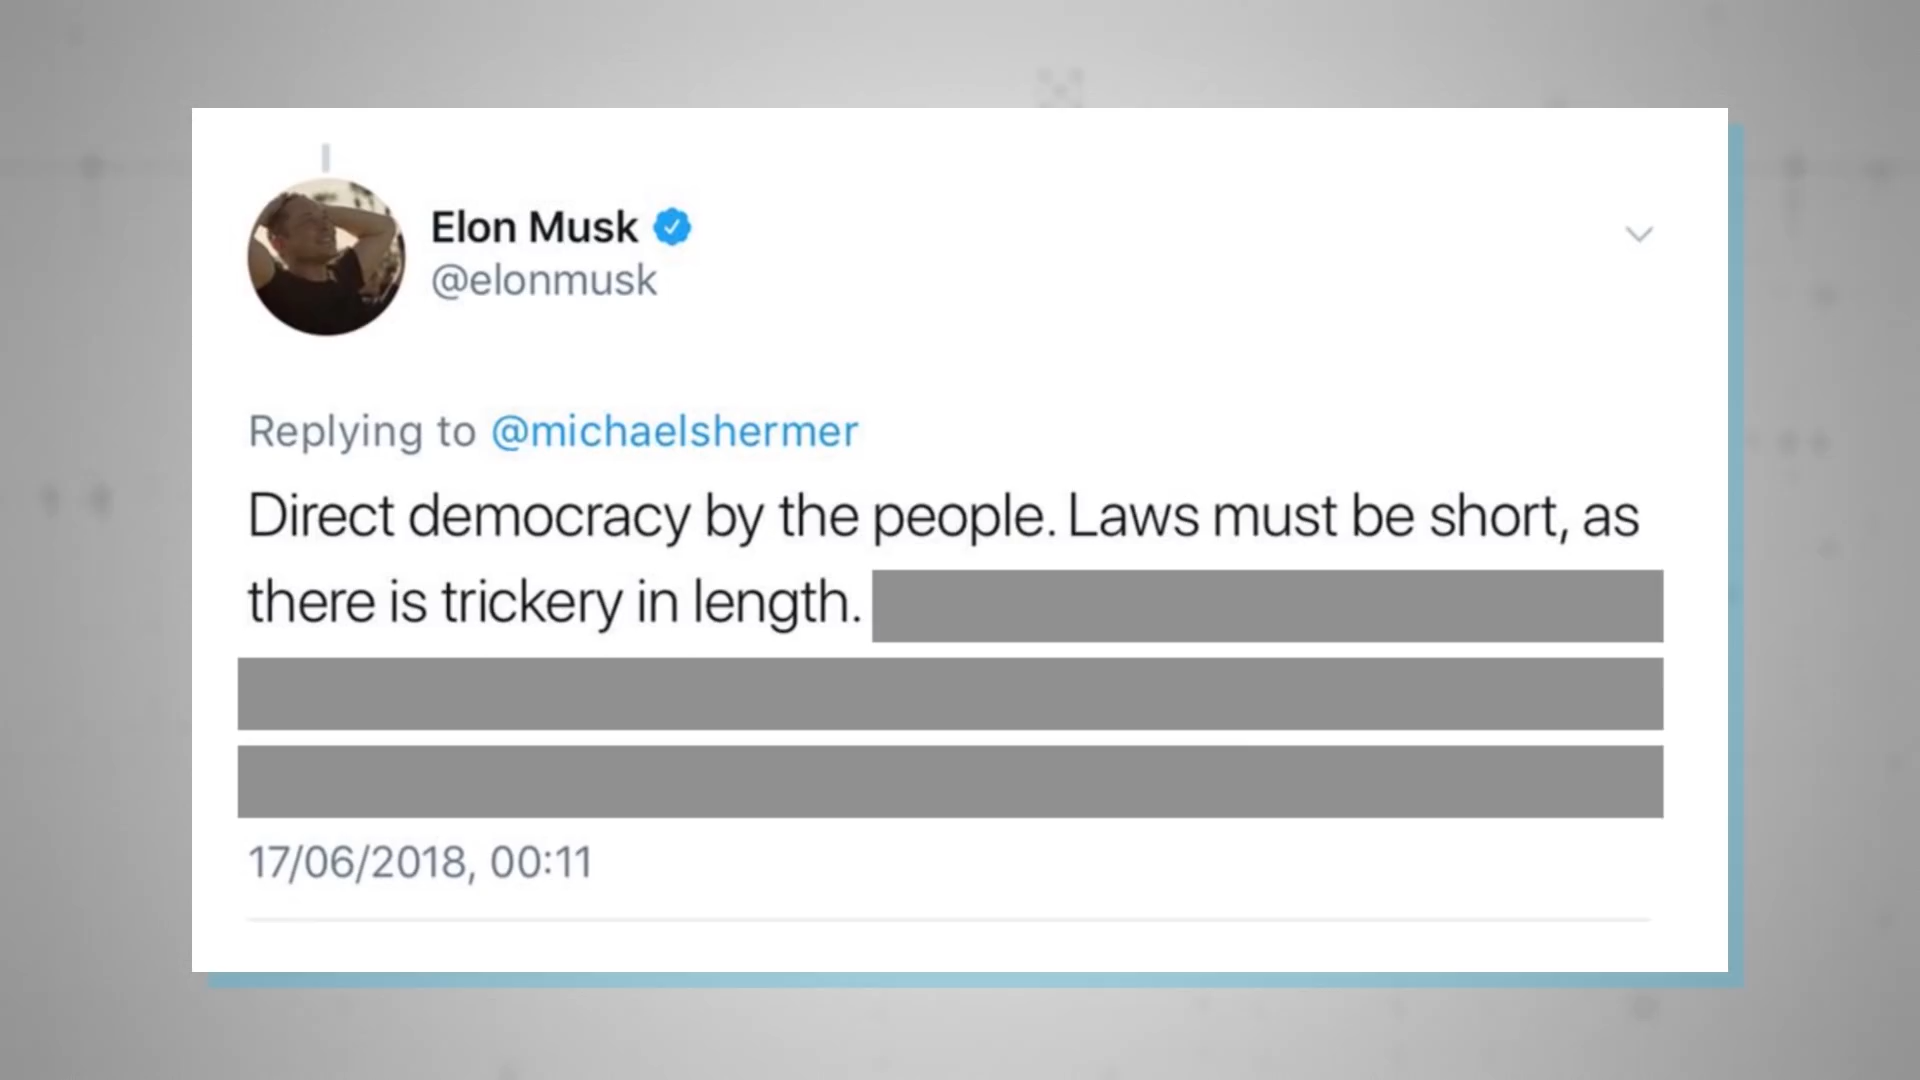 Elon Musk
@elonmusk
Replying to @michaelshermer
Direct democracy by the people. Laws must be short, as
there is trickery in length.
17/06/2018, 00:11